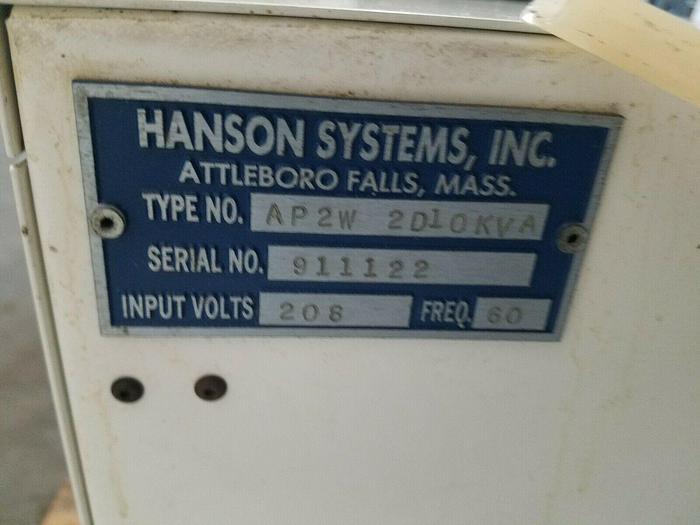 HANSON SYSTEMS, INC.
ATTLEBORO FALLS, MASS.
TYPE NO. AP2W 2D10KVA
SERIAL NO. 911122
INPUT VOLTS 208 FREQ. 60